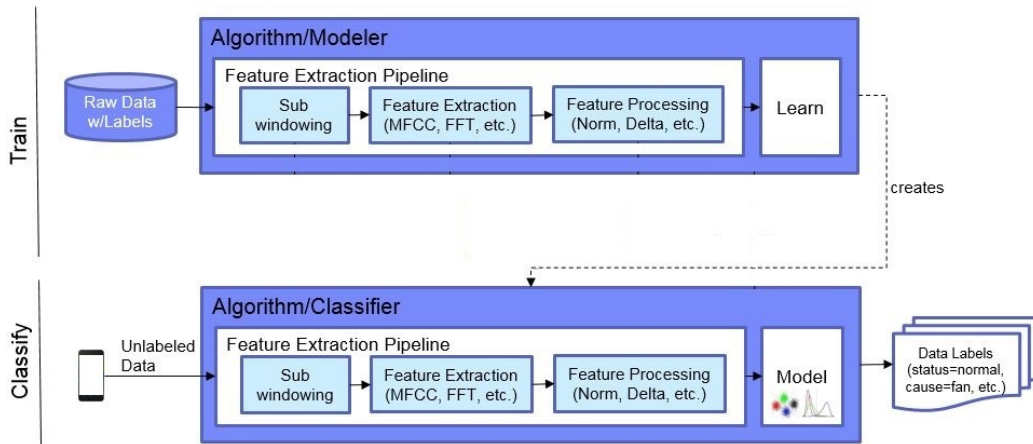 Train
Algorithm/Modeler
Raw Data
w/Labels
Feature Extraction Pipeline
Sub
windowing
Feature Extraction
(MFCC, FFT, etc.)
Feature Processing
(Norm, Delta, etc.)
Learn
creates
Classify
Algorithm/Classifier
Unlabeled
Data
Feature Extraction Pipeline
Sub
windowing
Feature Extraction
(MFCC, FFT, etc.)
Feature Processing
(Norm, Delta, etc.)
Model
Data Labels
(status=normal,
cause=fan, etc.)